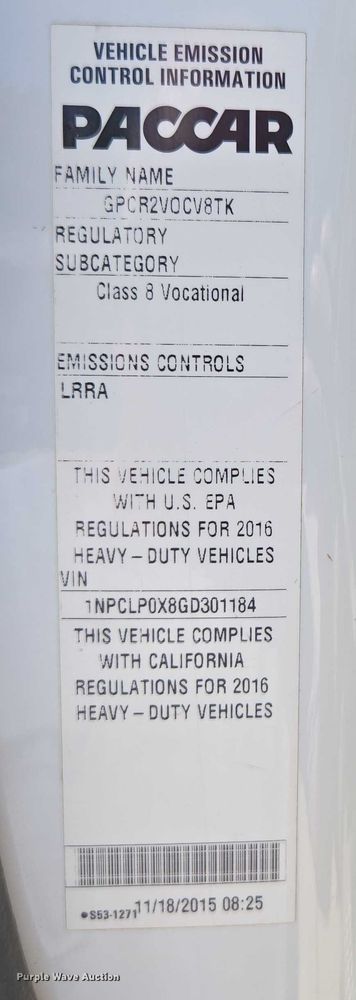 VEHICLE EMISSION
CONTROL INFORMATION
PACCAR
FAMILY NAME
GPCR2VOCV8TK
REGULATORY
SUBCATEGORY
Class 8 Vocational
EMISSIONS CONTROLS
LRRA
THIS VEHICLE COMPLIES
WITH U.S. EPA
REGULATIONS FOR 2016
HEAVY – DUTY VEHICLES
VIN
1NPCLP0X8GD301184
THIS VEHICLE COMPLIES
WITH CALIFORNIA
REGULATIONS FOR 2016
HEAVY – DUTY VEHICLES
• S53-1271 11/18/2015 08:25
Purple Wave Auction